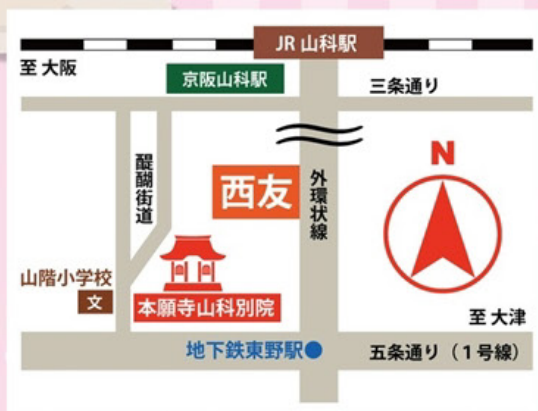 JR 山科駅
至 大阪
京阪山科駅
三条通り
醍醐街道
西友
外環状線
N
山階小学校
文
本願寺山科別院
至 大津
地下鉄東野駅
五条通り（１号線）